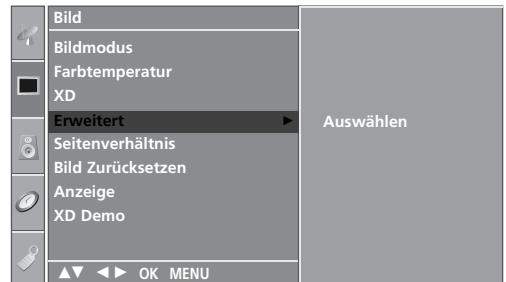 Bild
Bildmodus
Farbtemperatur
XD
Erweitert ►
Auswählen
Seitenverhältnis
Bild Zurücksetzen
Anzeige
XD Demo
▲▼ ◄► OK MENU